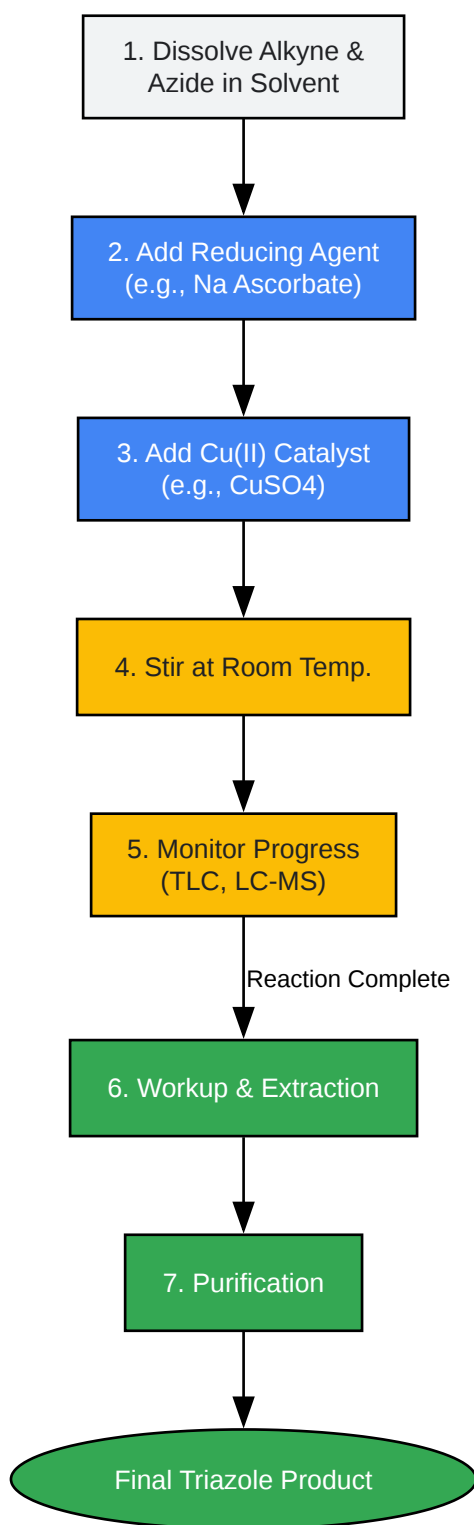 1. Dissolve Alkyne &
Azide in Solvent
2. Add Reducing Agent
(e.g., Na Ascorbate)
3. Add Cu(II) Catalyst
(e.g., CuSO4)
4. Stir at Room Temp.
5. Monitor Progress
(TLC, LC-MS)
Reaction Complete
6. Workup & Extraction
7. Purification
Final Triazole Product